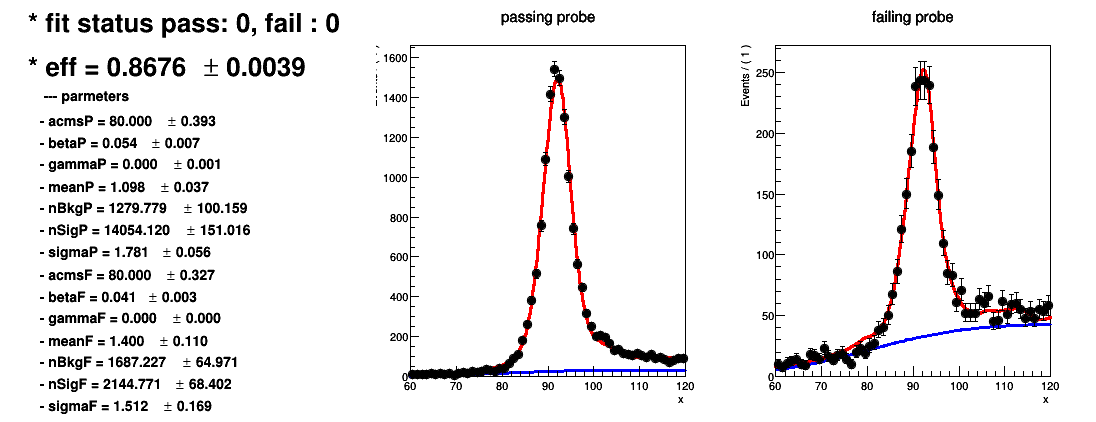 * fit status pass: 0, fail : 0
* eff = 0.8676 ± 0.0039
--- parmeters
- acmsP = 80.000 ± 0.393
- betaP = 0.054 ± 0.007
- gammaP = 0.000 ± 0.001
- meanP = 1.098 ± 0.037
- nBkgP = 1279.779 ± 100.159
- nSigP = 14054.120 ± 151.016
- sigmaP = 1.781 ± 0.056
- acmsF = 80.000 ± 0.327
- betaF = 0.041 ± 0.003
- gammaF = 0.000 ± 0.000
- meanF = 1.400 ± 0.110
- nBkgF = 1687.227 ± 64.971
- nSigF = 2144.771 ± 68.402
- sigmaF = 1.512 ± 0.169
passing probe
1600
1400
1200
1000
800
600
400
200
0
60 70 80 90 100 110 120
x
failing probe
Events / ( 1 )
250
200
150
100
50
0
60 70 80 90 100 110 120
x